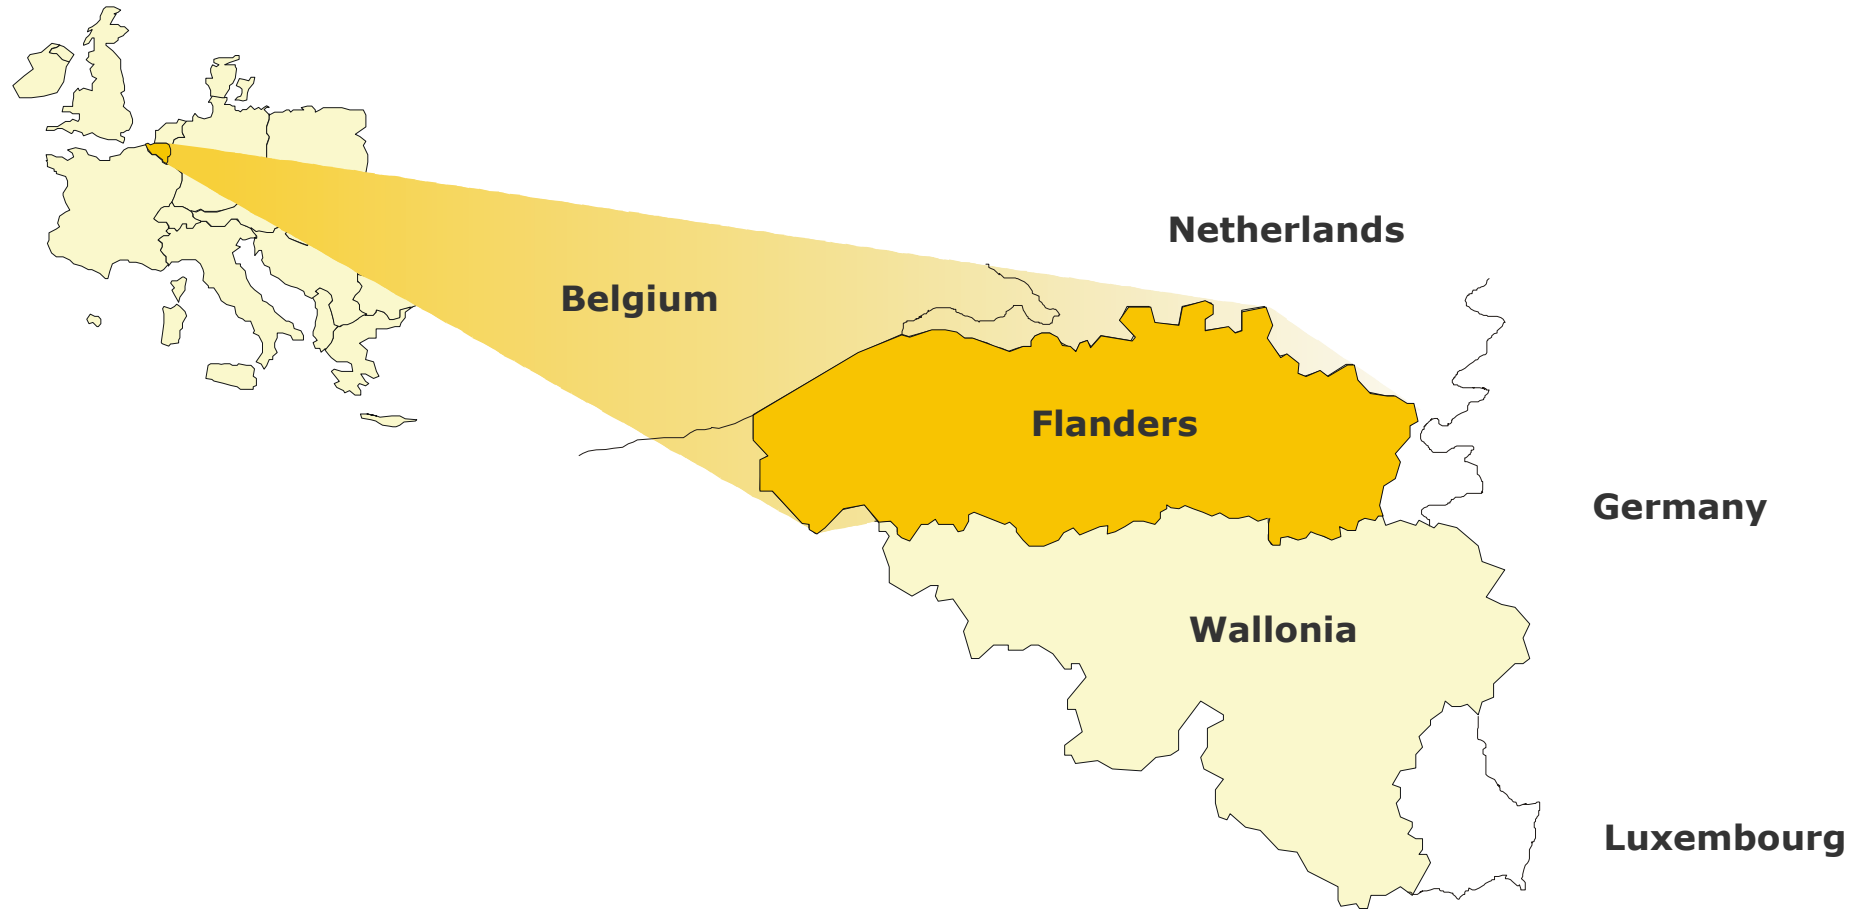 Netherlands
Belgium
Flanders
Germany
Wallonia
Luxembourg